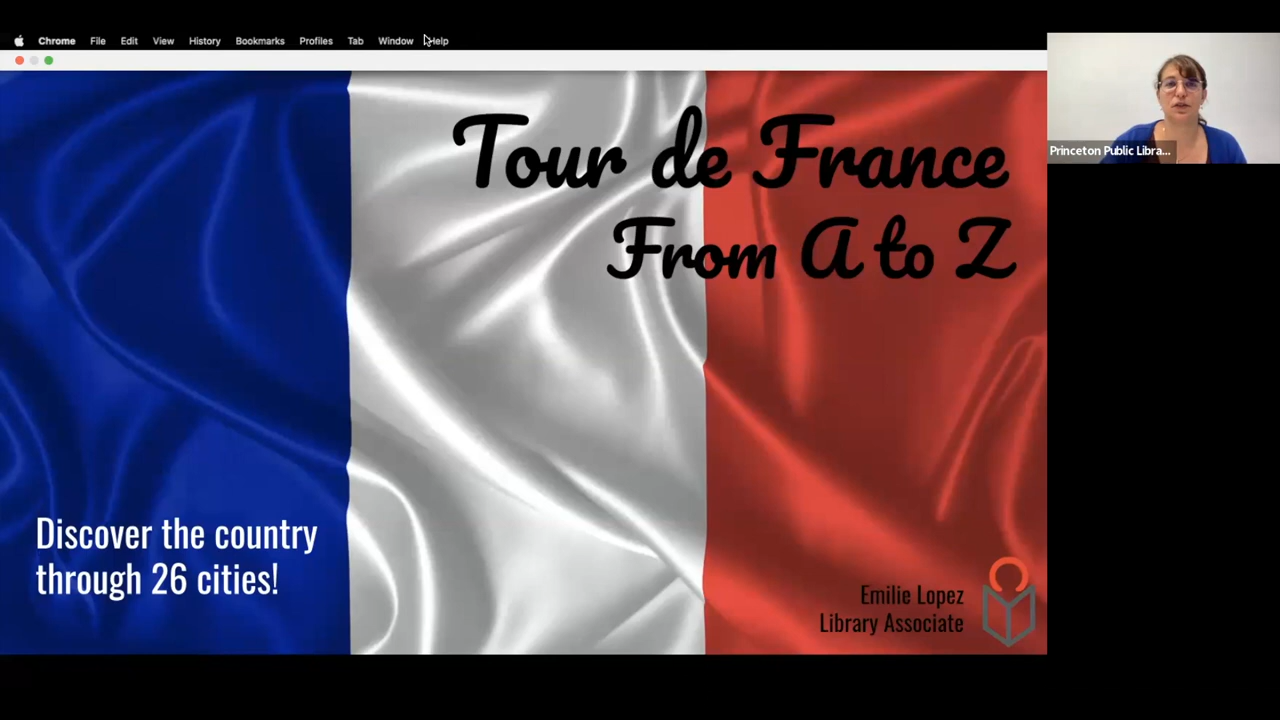 Chrome File Edit View History Bookmarks Profiles Tab Window Help
Tour de France
From A to Z
Princeton Public Libra...
Discover the country
through 26 cities!
Emilie Lopez
Library Associate